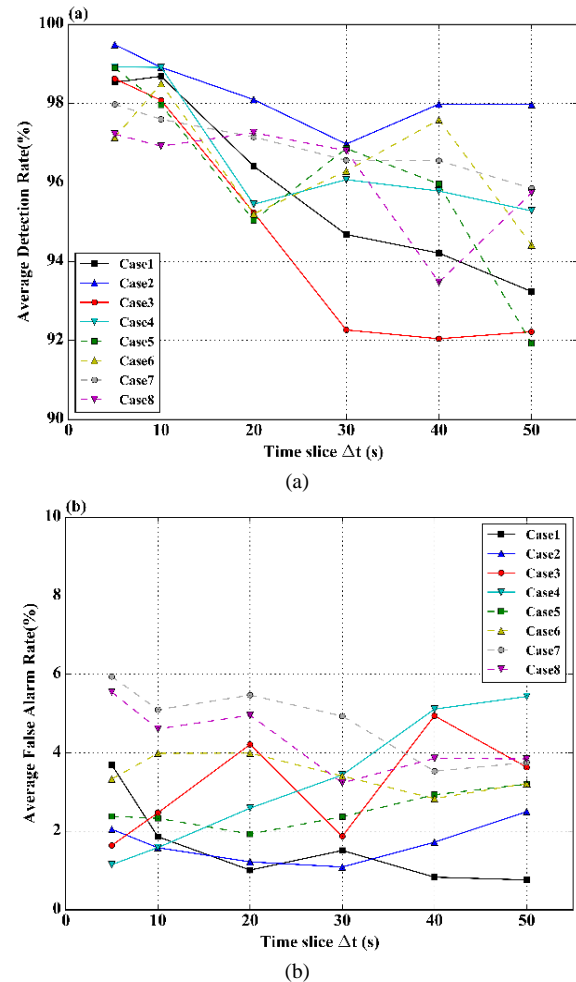 (a)
100
98
96
94
92
90
Average Detection Rate(%)
Case1
Case2
Case3
Case4
Case5
Case6
Case7
Case8
0 10 20 30 40 50
Time slice Δt (s)
(a)
(b)
10
8
6
4
2
0
Average False Alarm Rate(%)
Case1
Case2
Case3
Case4
Case5
Case6
Case7
Case8
0 10 20 30 40 50
Time slice Δt (s)
(b)